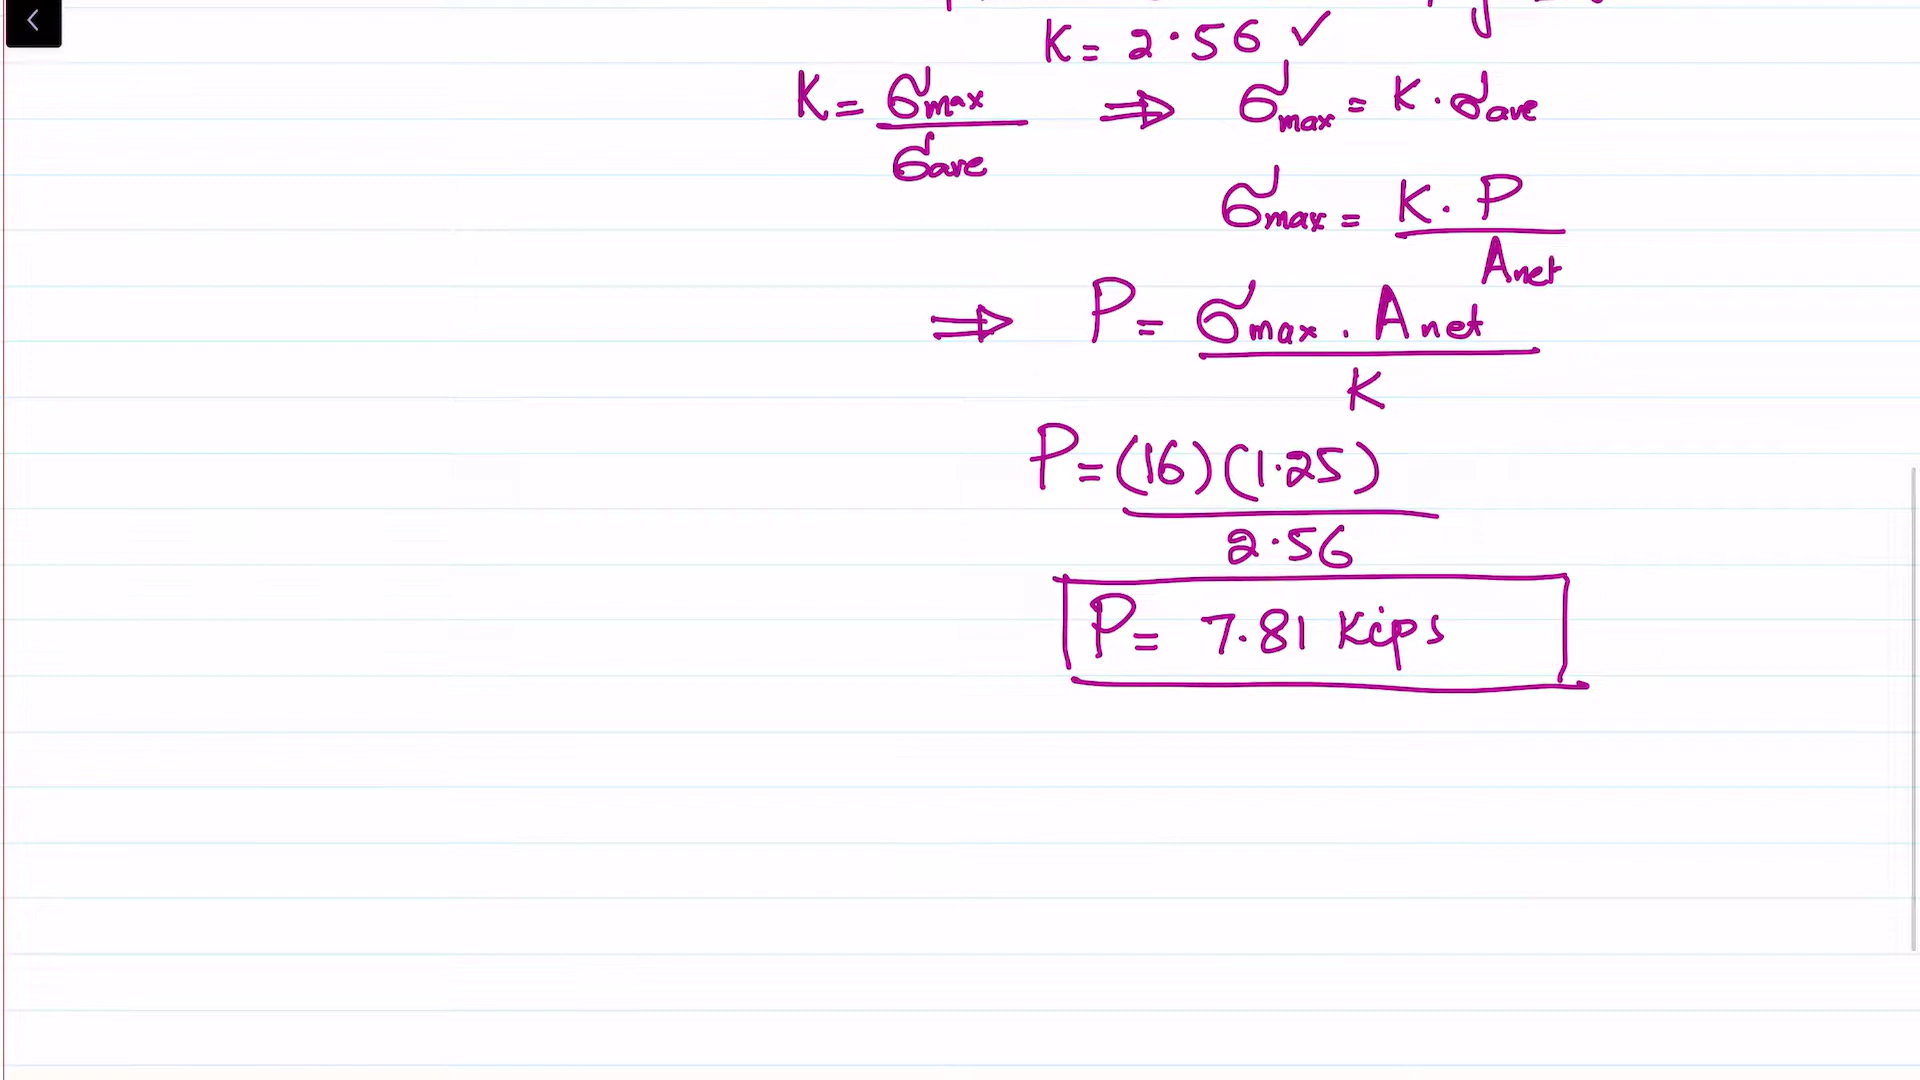 K = 2.56 ✓
K = σmax / σave ⇒ σmax = K · σave
σmax = K · P / Anet
⇒ P = σmax · Anet / K
P = (16)(1.25) / 2.56
P = 7.81 Kips